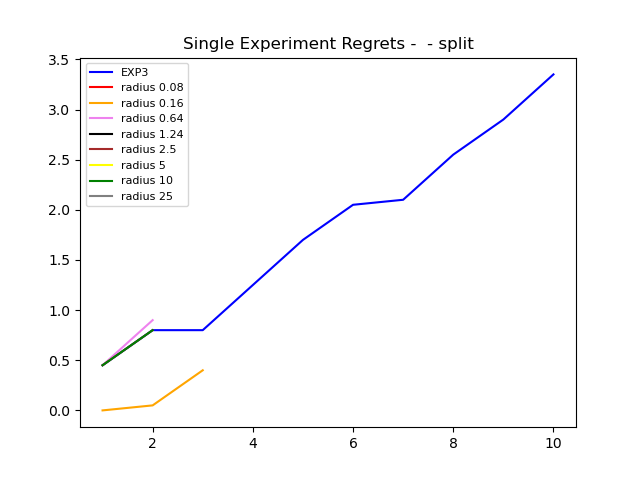 Single Experiment Regrets -  - split
3.5
3.0
2.5
2.0
1.5
1.0
0.5
0.0
EXP3
radius 0.08
radius 0.16
radius 0.64
radius 1.24
radius 2.5
radius 5
radius 10
radius 25
2 4 6 8 10